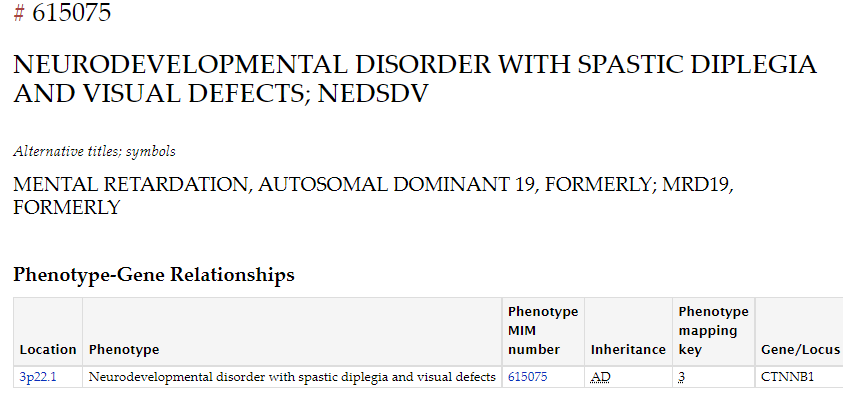 # 615075
NEURODEVELOPMENTAL DISORDER WITH SPASTIC DIPLEGIA
AND VISUAL DEFECTS; NEDSDV
Alternative titles; symbols
MENTAL RETARDATION, AUTOSOMAL DOMINANT 19, FORMERLY; MRD19,
FORMERLY
Phenotype-Gene Relationships
Location Phenotype Phenotype MIM number Inheritance Phenotype mapping key Gene/Locus
3p22.1 Neurodevelopmental disorder with spastic diplegia and visual defects 615075 AD 3 CTNNB1